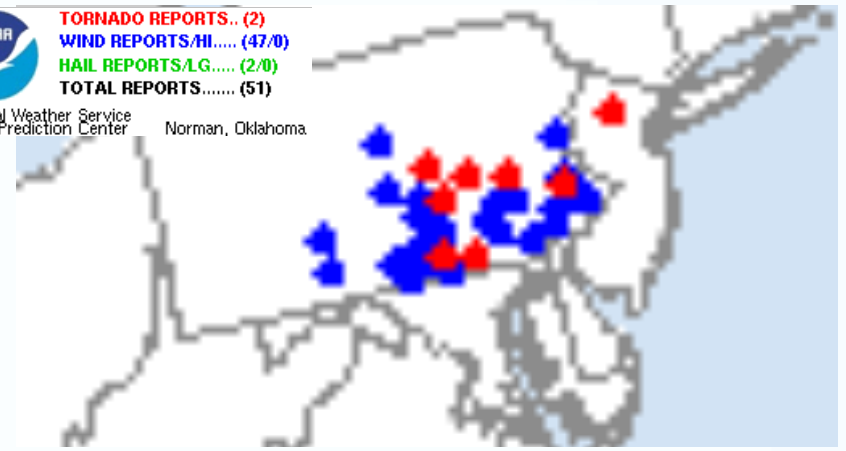 TORNADO REPORTS.. (2)
WIND REPORTS/HI..... (47/0)
HAIL REPORTS/LG..... (2/0)
TOTAL REPORTS....... (51)
Weather Service
Prediction Center Norman, Oklahoma